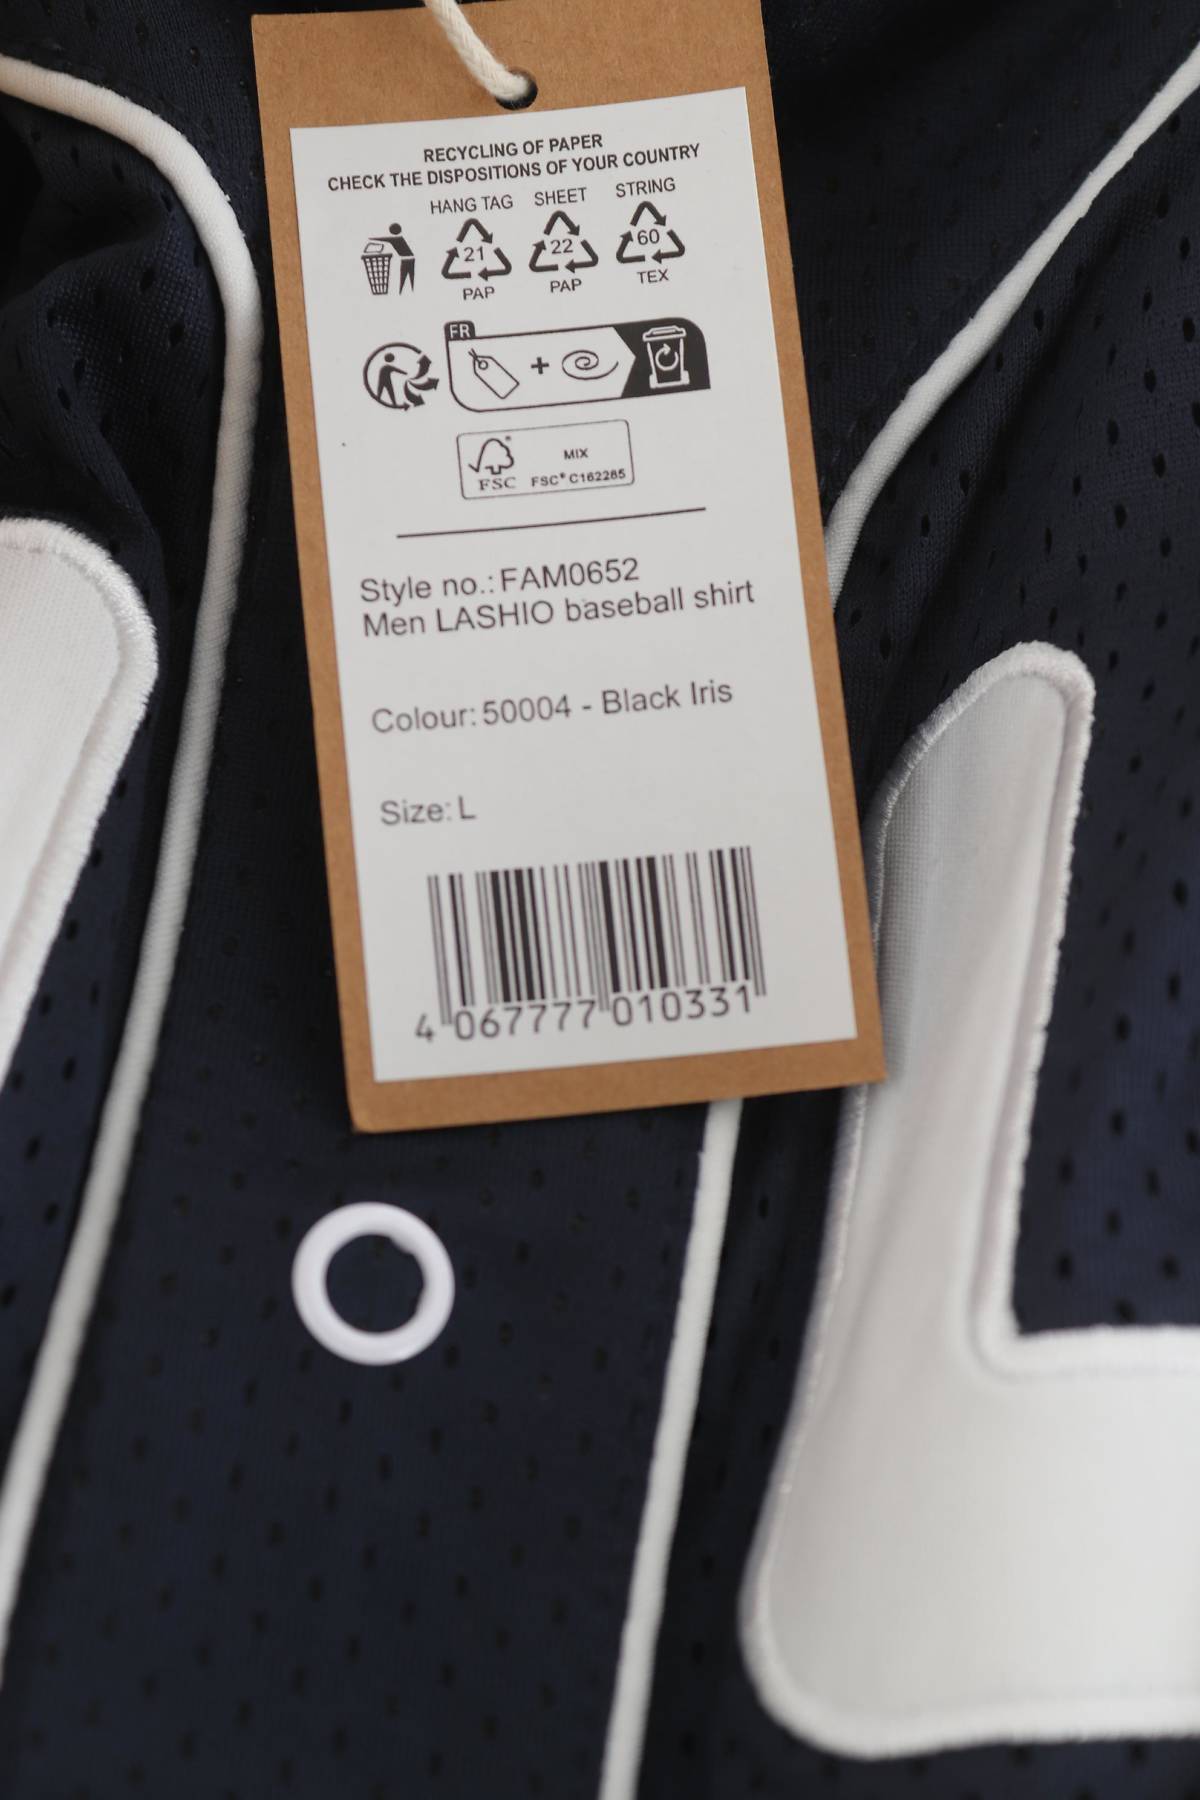 RECYCLING OF PAPER
CHECK THE DISPOSITIONS OF YOUR COUNTRY
HANG TAG SHEET STRING
21 22 60
PAP PAP TEX
FR
+
FSC® MIX
FSC FSC® C162285
Style no.: FAM0652
Men LASHIO baseball shirt
Colour: 50004 - Black Iris
Size: L
4 067777 010331